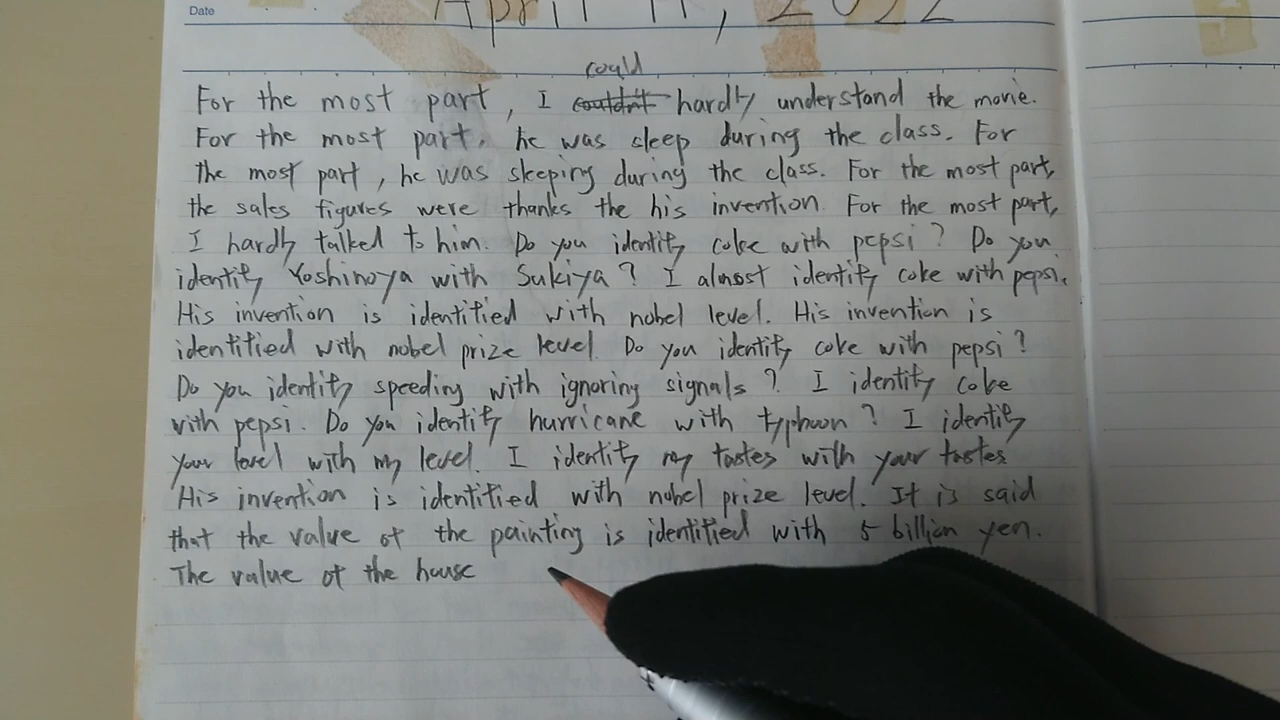 Date
could
For the most part, I couldn't hardly understand the movie.
For the most part, he was sleep during the class. For
the most part, he was sleeping during the class. For the most part,
the sales figures were thanks the his invention. For the most part,
I hardly talked to him. Do you identify coke with pepsi? Do you
identify Yoshinoya with Sukiya? I almost identify coke with pepsi.
His invention is identified with nobel level. His invention is
identified with nobel prize level. Do you identify coke with pepsi?
Do you identify speeding with ignoring signals? I identify coke
with pepsi. Do you identify hurricane with typhoon? I identify
your level with my level. I identify my tastes with your tastes
His invention is identified with nobel prize level. It is said
that the value of the painting is identified with 5 billion yen.
The value of the house